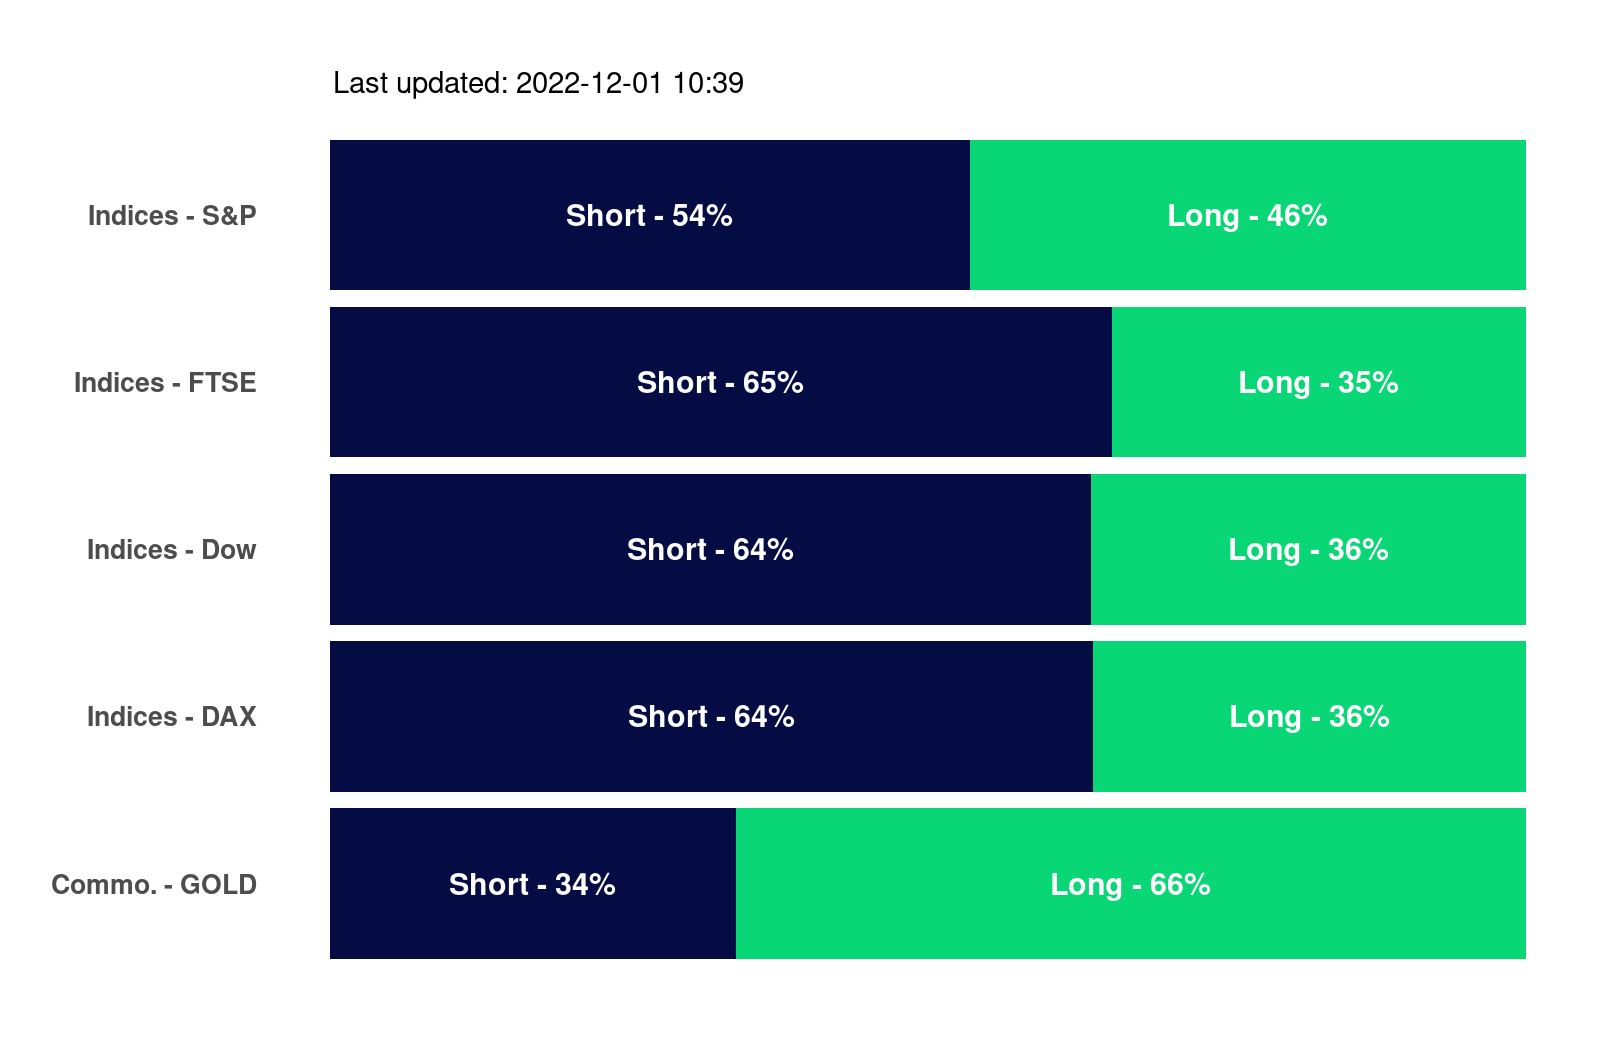 Last updated: 2022-12-01 10:39
Indices - S&P Short - 54% Long - 46%
Indices - FTSE Short - 65% Long - 35%
Indices - Dow Short - 64% Long - 36%
Indices - DAX Short - 64% Long - 36%
Commo. - GOLD Short - 34% Long - 66%